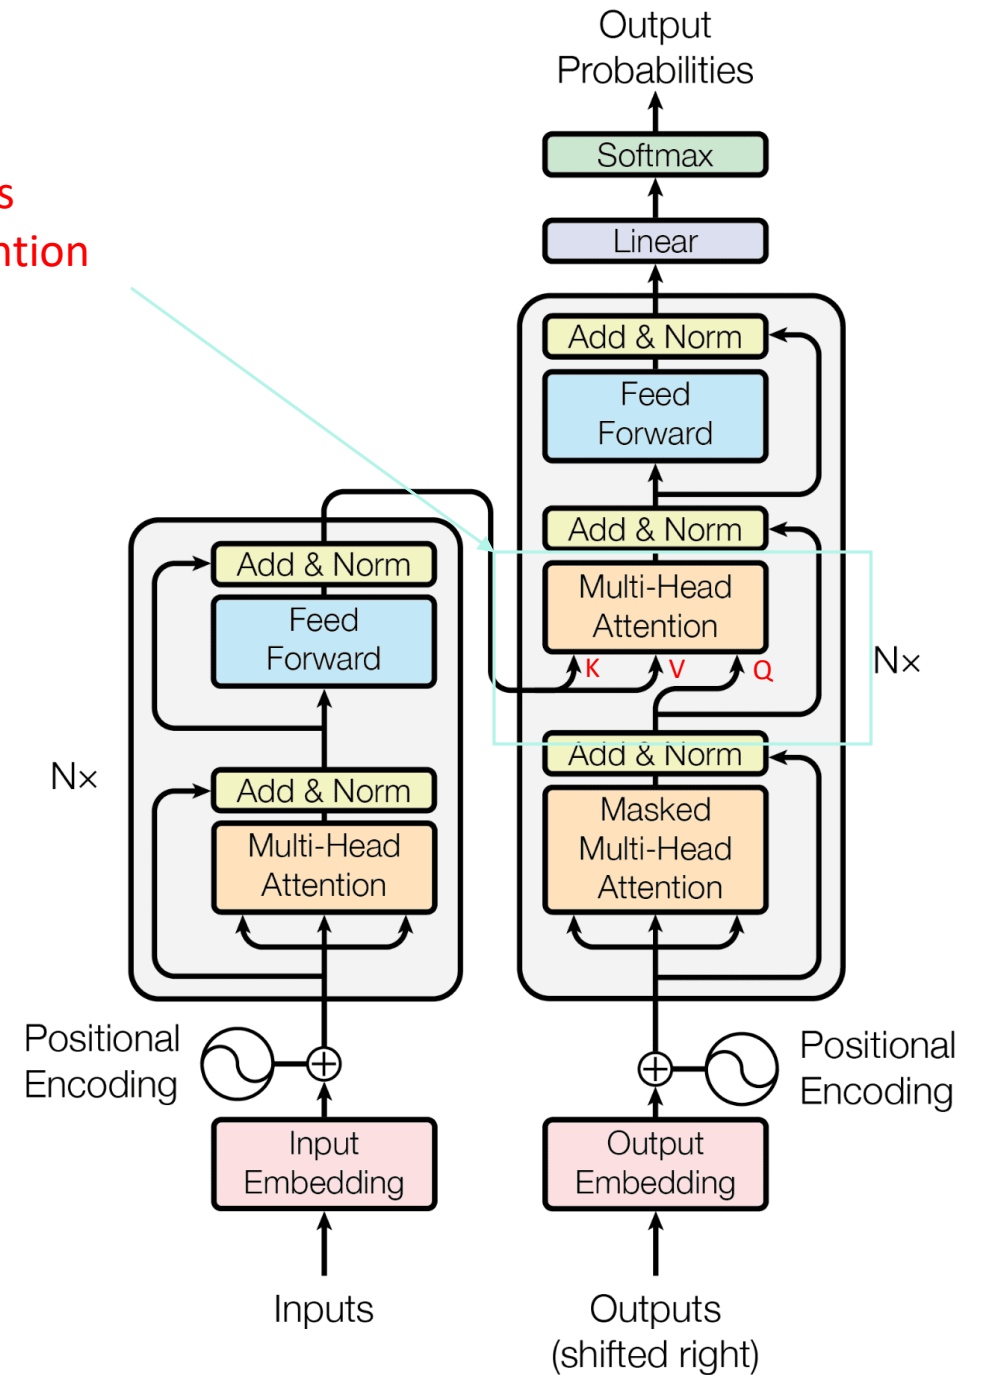 Output
Probabilities
Softmax
s
ntion
Linear
Add & Norm
Feed
Forward
Add & Norm
Multi-Head
Attention
K
V
Q
Nx
Add & Norm
Masked
Multi-Head
Attention
Add & Norm
Feed
Forward
Nx
Add & Norm
Multi-Head
Attention
Positional
Encoding
Positional
Encoding
Input
Embedding
Output
Embedding
Inputs
Outputs
(shifted right)